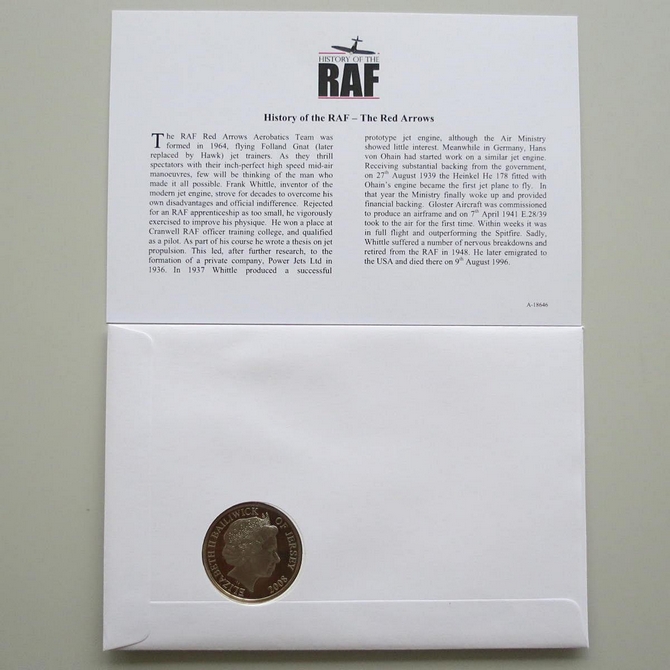 HISTORY OF THE
RAF
History of the RAF – The Red Arrows
The RAF Red Arrows Aerobatics Team was
formed in 1964, flying Folland Gnat (later
replaced by Hawk) jet trainers. As they thrill
spectators with their inch-perfect high speed mid-air
manoeuvres, few will be thinking of the man who
made it all possible. Frank Whittle, inventor of the
modern jet engine, strove for decades to overcome his
own disadvantages and official indifference. Rejected
for an RAF apprenticeship as too small, he vigorously
exercised to improve his physique. He won a place at
Cranwell RAF officer training college, and qualified
as a pilot. As part of his course he wrote a thesis on jet
propulsion. This led, after further research, to the
formation of a private company, Power Jets Ltd in
1936. In 1937 Whittle produced a successful
prototype jet engine, although the Air Ministry
showed little interest. Meanwhile in Germany, Hans
von Ohain had started work on a similar jet engine.
Receiving substantial backing from the government,
on 27th August 1939 the Heinkel He 178 fitted with
Ohain's engine became the first jet plane to fly. In
that year the Ministry finally woke up and provided
financial backing. Gloster Aircraft was commissioned
to produce an airframe and on 7th April 1941 E.28/39
took to the air for the first time. Within weeks it was
in full flight and outperforming the Spitfire. Sadly,
Whittle suffered a number of nervous breakdowns and
retired from the RAF in 1948. He later emigrated to
the USA and died there on 9th August 1996.
A-18646
ELIZABETH II BAILIWICK OF JERSEY
2008